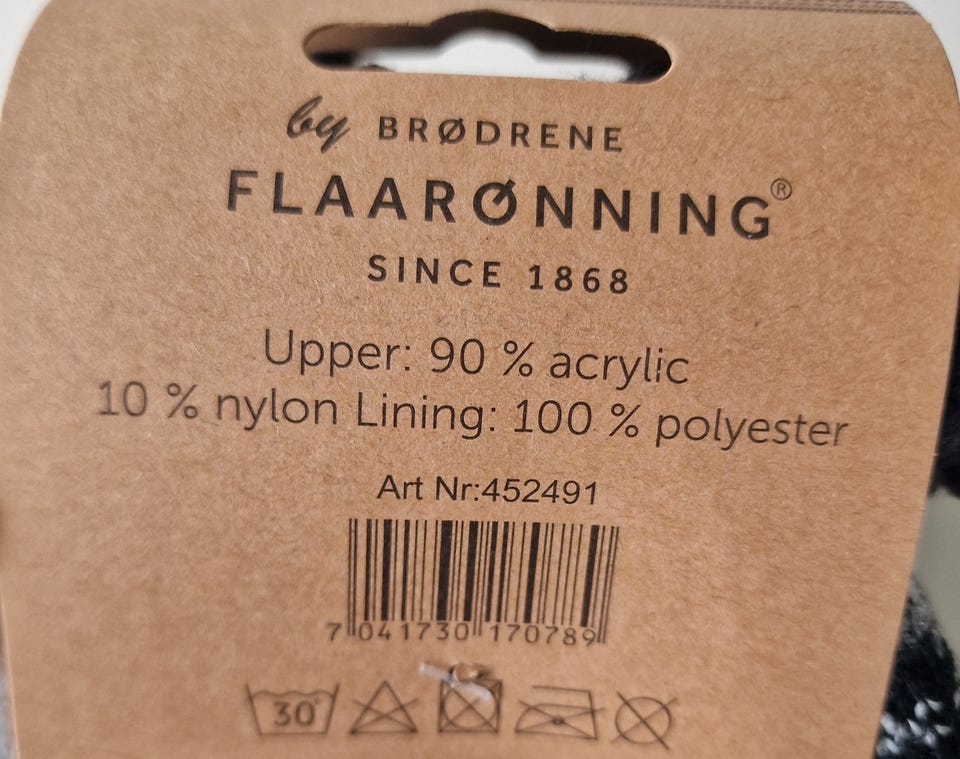 by BRØDRENE
FLAARØNNING®
SINCE 1868
Upper: 90 % acrylic
10 % nylon Lining: 100 % polyester
Art Nr:452491
7 041730 170789
30°